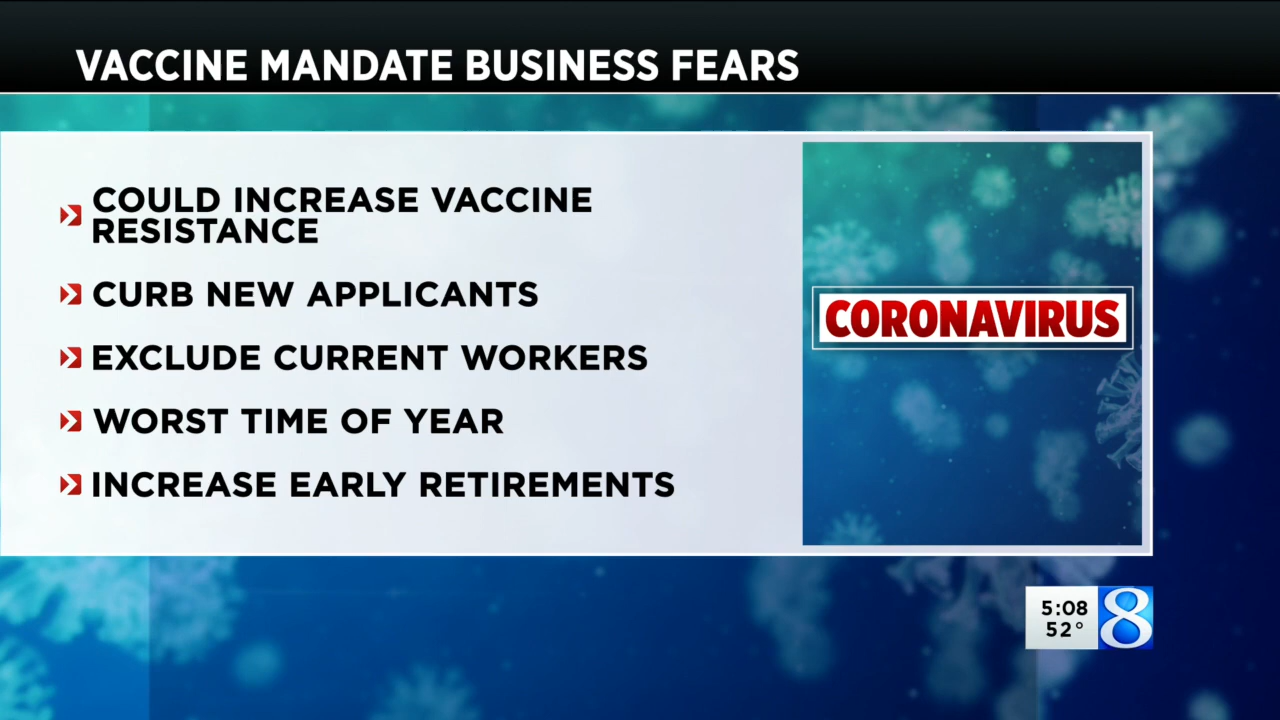 VACCINE MANDATE BUSINESS FEARS
COULD INCREASE VACCINE
RESISTANCE
CURB NEW APPLICANTS
EXCLUDE CURRENT WORKERS
WORST TIME OF YEAR
INCREASE EARLY RETIREMENTS
CORONAVIRUS
5:08
52°
8